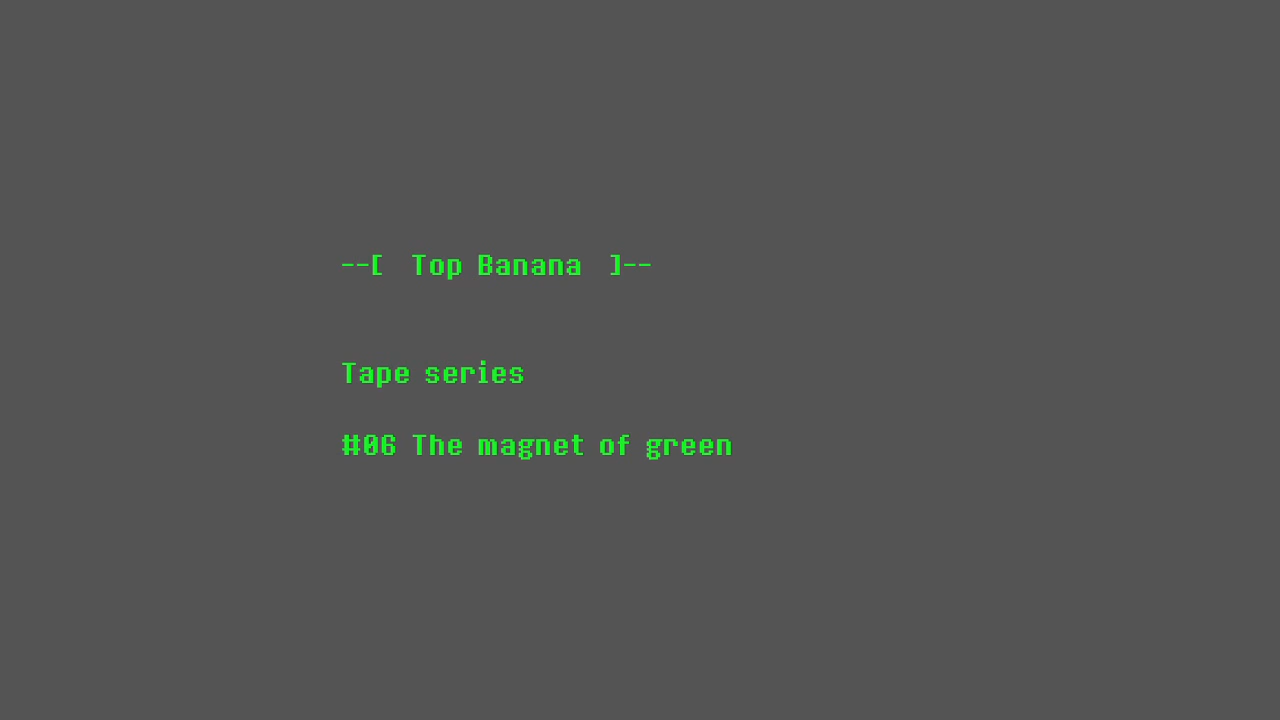 --[  Top Banana  ]--
Tape series
#06 The magnet of green